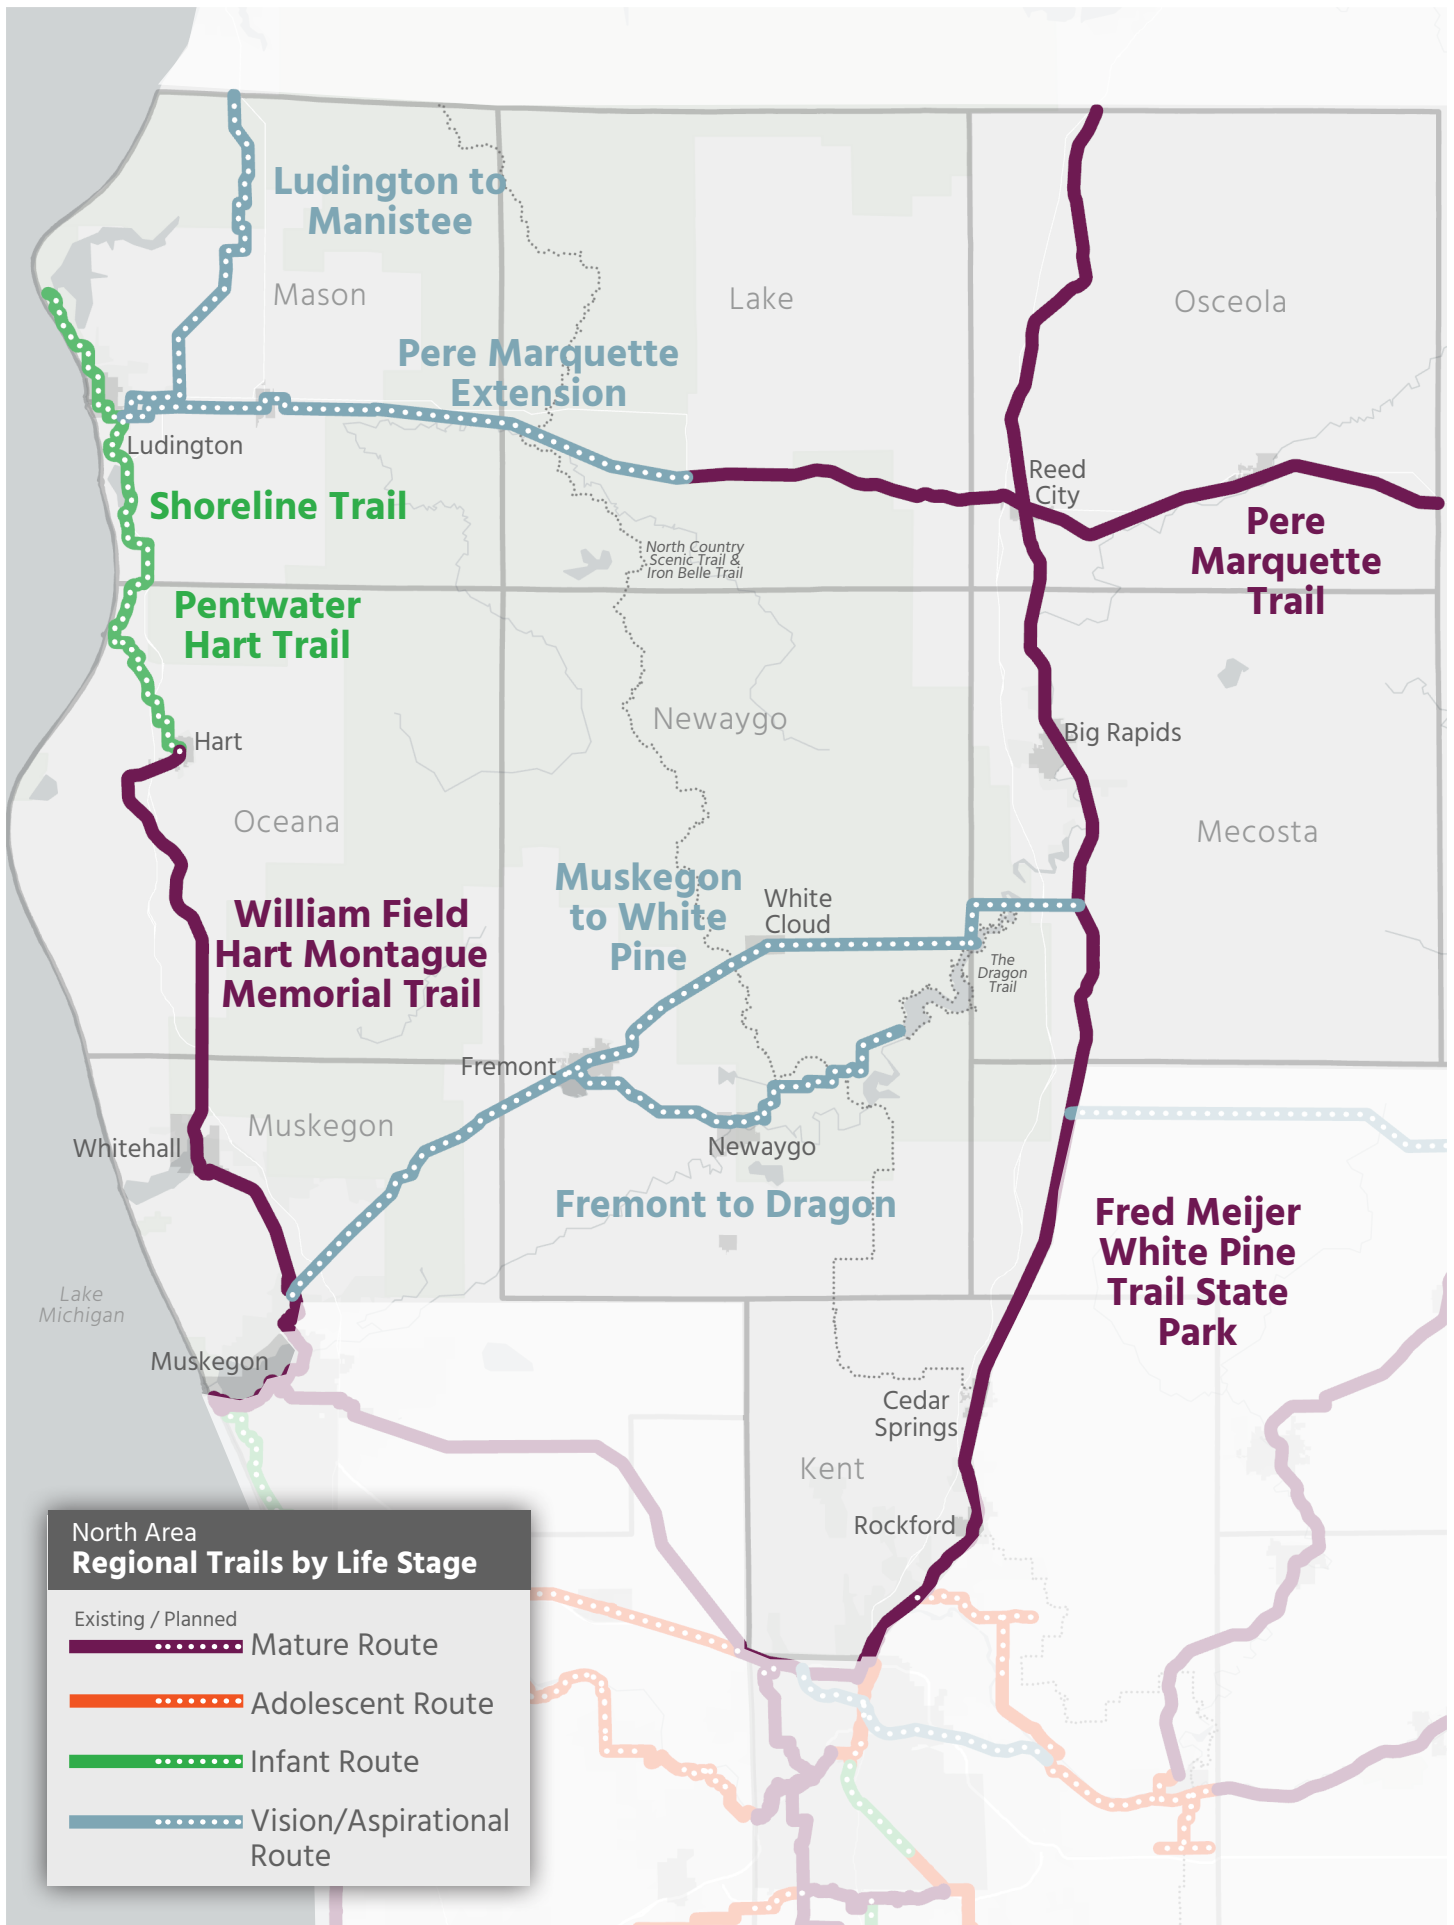 Ludington to
Manistee
Mason
Lake
Osceola
Pere Marquette
Extension
Ludington
Reed
City
Shoreline Trail
Pere
Marquette
Trail
North Country
Scenic Trail &
Iron Belle Trail
Pentwater
Hart Trail
Newaygo
Big Rapids
Hart
Oceana
Mecosta
Muskegon
to White
Pine
White
Cloud
William Field
Hart Montague
Memorial Trail
The
Dragon
Trail
Fremont
Muskegon
Whitehall
Newaygo
Fremont to Dragon
Fred Meijer
White Pine
Trail State
Park
Lake
Michigan
Muskegon
Cedar
Springs
Kent
Rockford
North Area
Regional Trails by Life Stage
Existing / Planned
Mature Route
Adolescent Route
Infant Route
Vision/Aspirational
Route